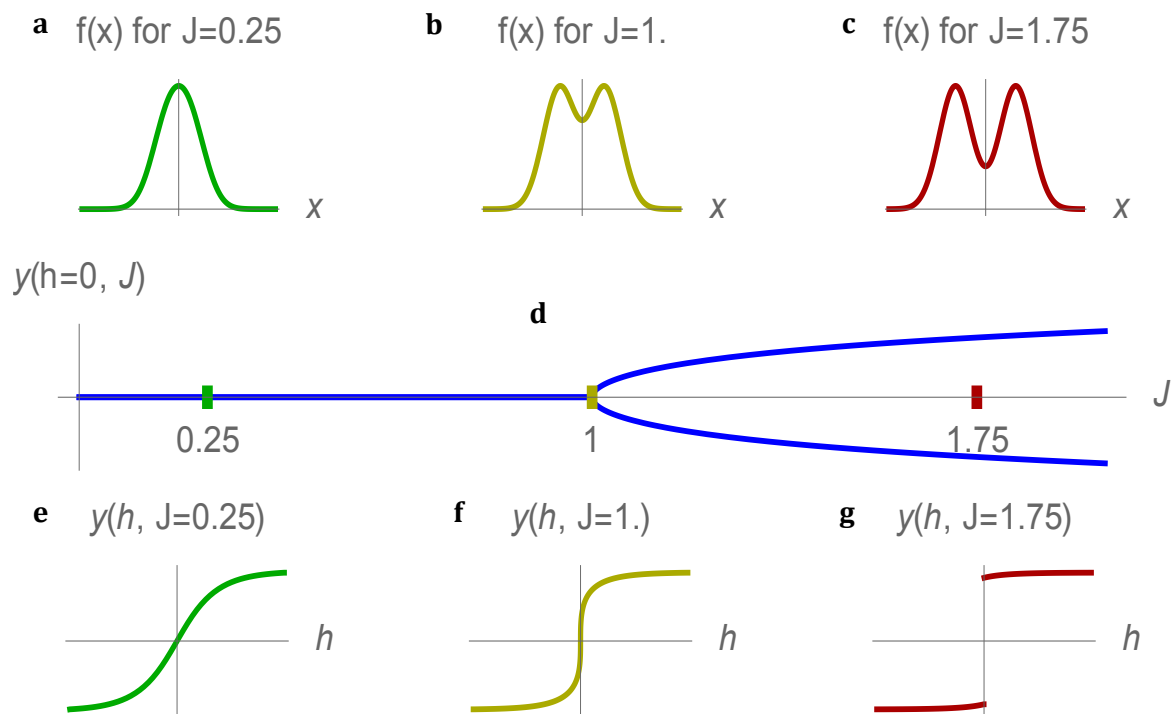 a f(x) for J=0.25
b f(x) for J=1.
c f(x) for J=1.75
x
x
x
y(h=0, J)
d
J
0.25
1
1.75
e y(h, J=0.25)
f y(h, J=1.)
g y(h, J=1.75)
h
h
h